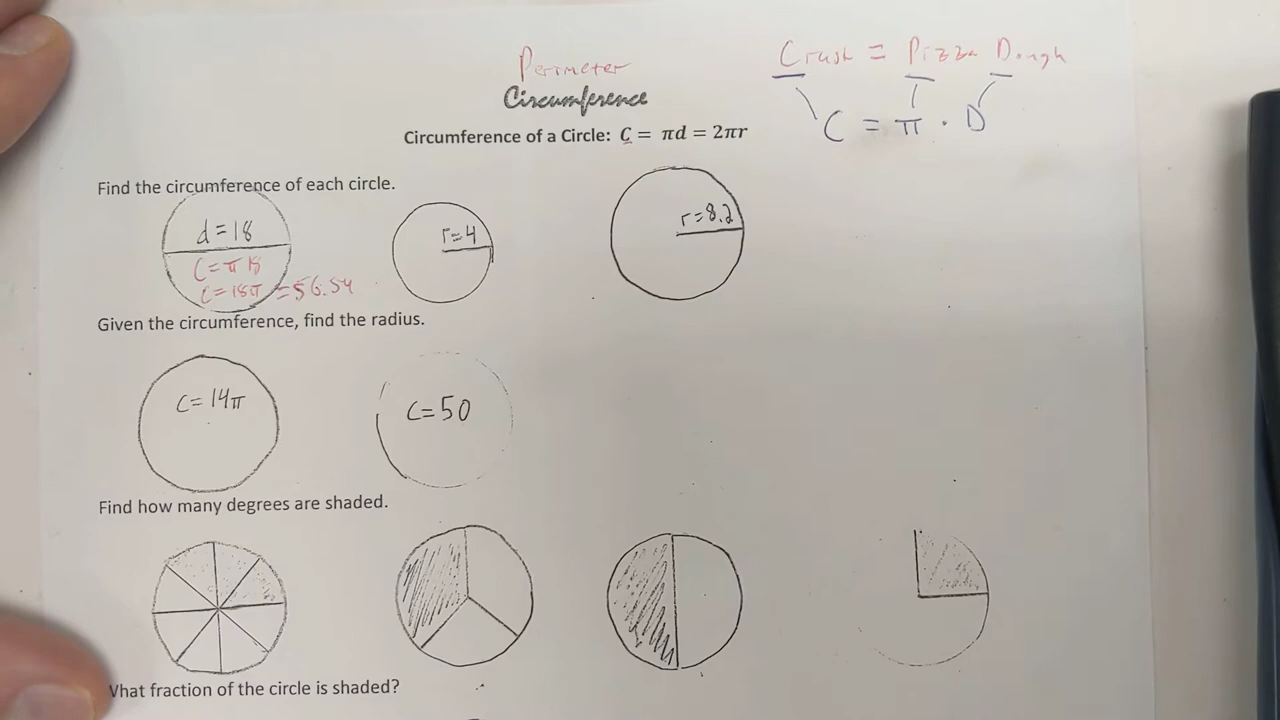 Perimeter
Circumference
Crush = Pizza Dough
C = π · D
Circumference of a Circle: C = πd = 2πr
Find the circumference of each circle.
d=18
C=π18
C=18π =56.54
r=4
r=8.2
Given the circumference, find the radius.
C=14π
C=50
Find how many degrees are shaded.
What fraction of the circle is shaded?